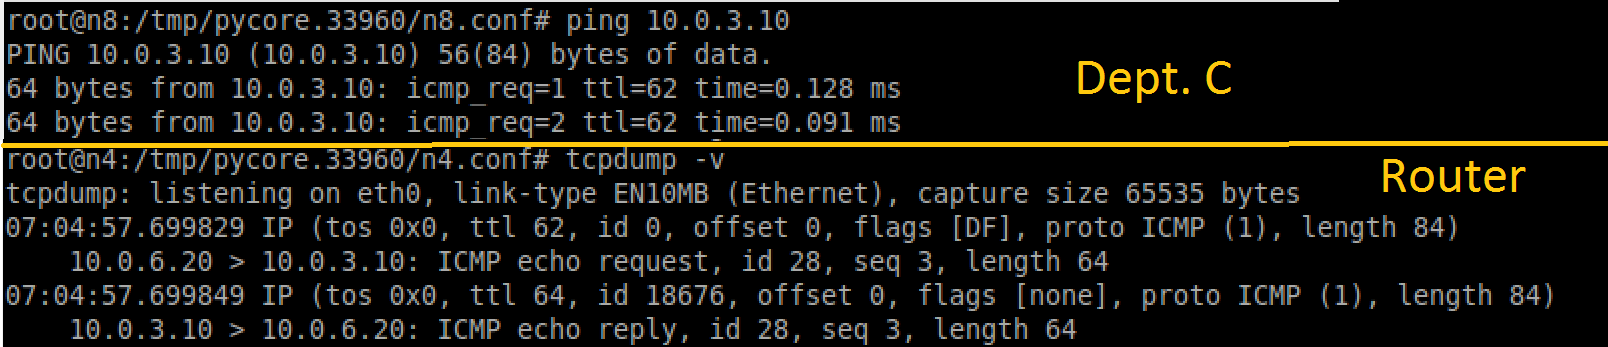 root@n8:/tmp/pycore.33960/n8.conf# ping 10.0.3.10
PING 10.0.3.10 (10.0.3.10) 56(84) bytes of data.
64 bytes from 10.0.3.10: icmp_req=1 ttl=62 time=0.128 ms
64 bytes from 10.0.3.10: icmp_req=2 ttl=62 time=0.091 ms
Dept. C
root@n4:/tmp/pycore.33960/n4.conf# tcpdump -v
Router
tcpdump: listening on eth0, link-type EN10MB (Ethernet), capture size 65535 bytes
07:04:57.699829 IP (tos 0x0, ttl 62, id 0, offset 0, flags [DF], proto ICMP (1), length 84)
    10.0.6.20 > 10.0.3.10: ICMP echo request, id 28, seq 3, length 64
07:04:57.699849 IP (tos 0x0, ttl 64, id 18676, offset 0, flags [none], proto ICMP (1), length 84)
    10.0.3.10 > 10.0.6.20: ICMP echo reply, id 28, seq 3, length 64